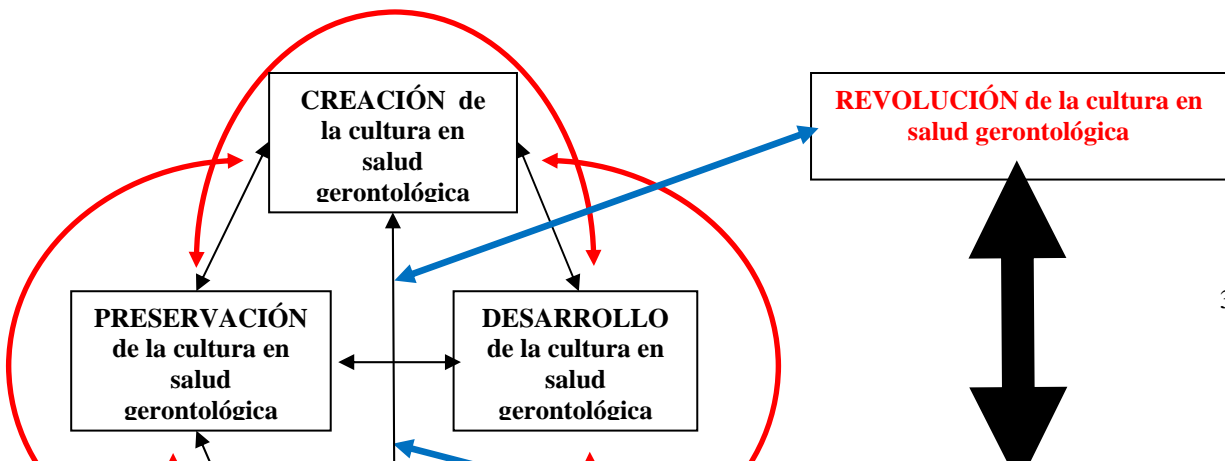 CREACIÓN de
la cultura en
salud
gerontológica
REVOLUCIÓN de la cultura en
salud gerontológica
PRESERVACIÓN
de la cultura en
salud
gerontológica
DESARROLLO
de la cultura en
salud
gerontológica
3